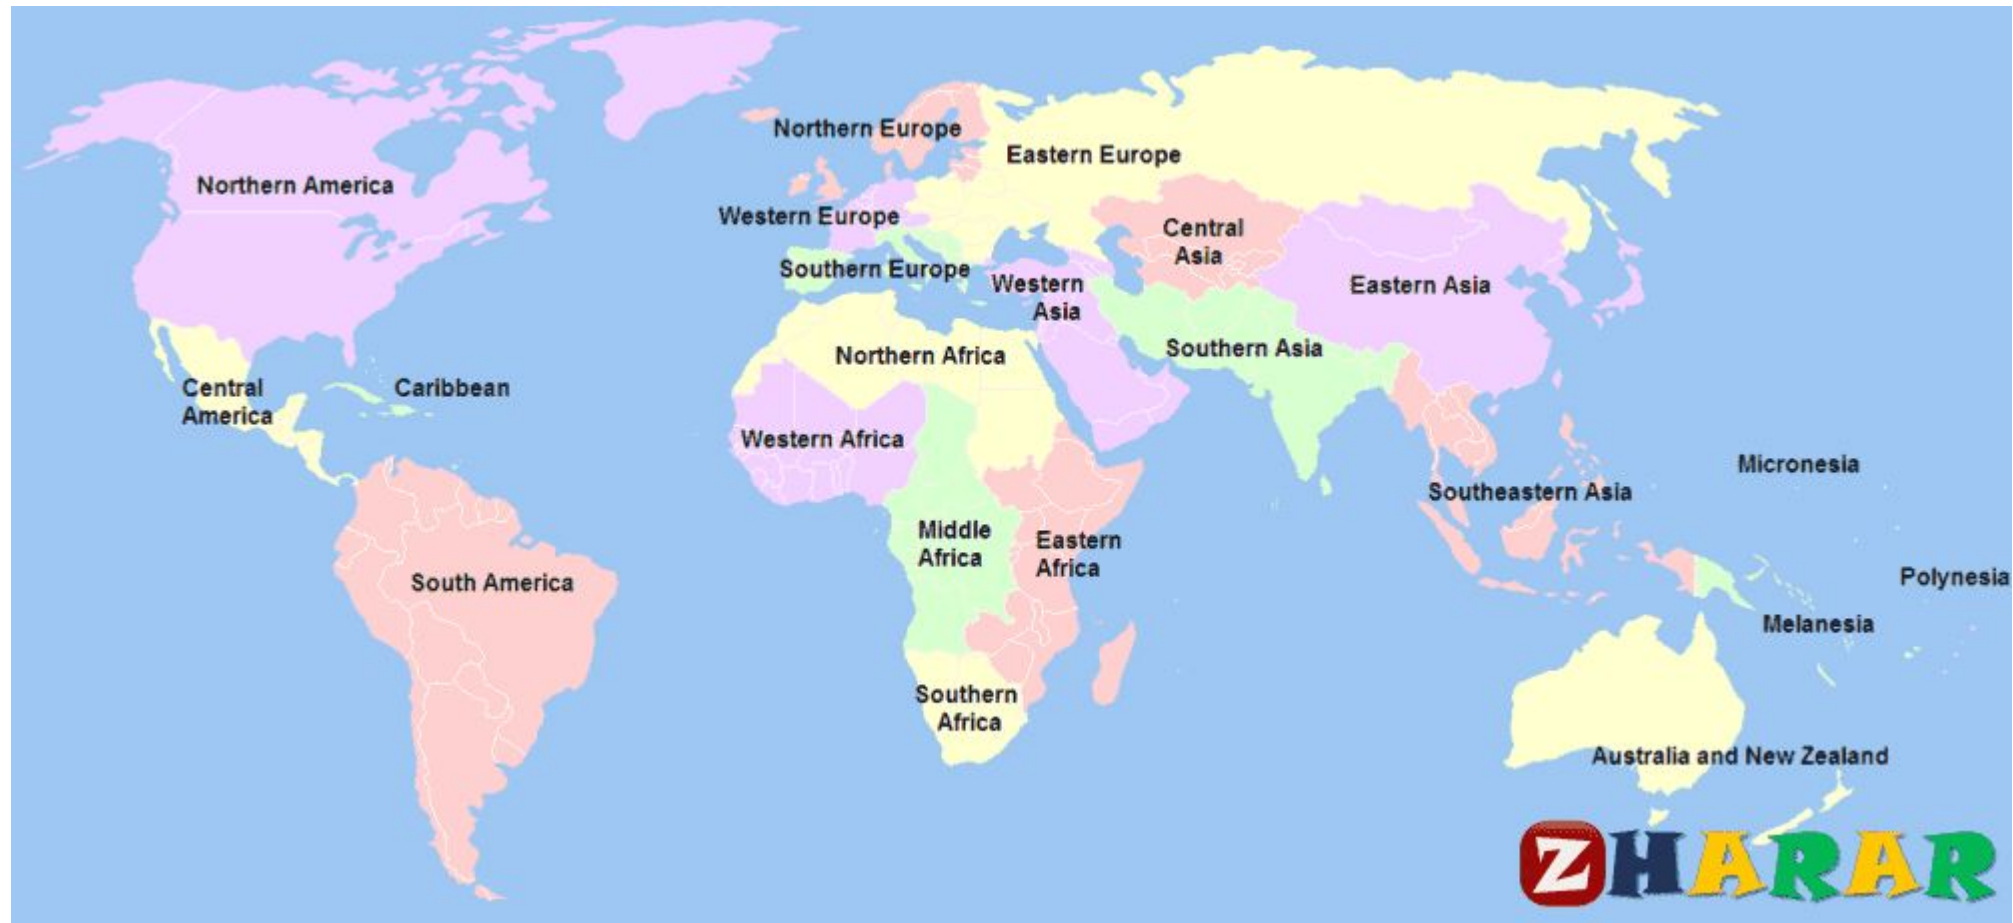 Northern Europe
Eastern Europe
Northern America
Western Europe
Central
Asia
Southern Europe
Western
Asia
Eastern Asia
Northern Africa
Southern Asia
Central
America
Caribbean
Western Africa
Micronesia
Southeastern Asia
Middle
Africa
Eastern
Africa
South America
Polynesia
Melanesia
Southern
Africa
Australia and New Zealand
ZHARAR